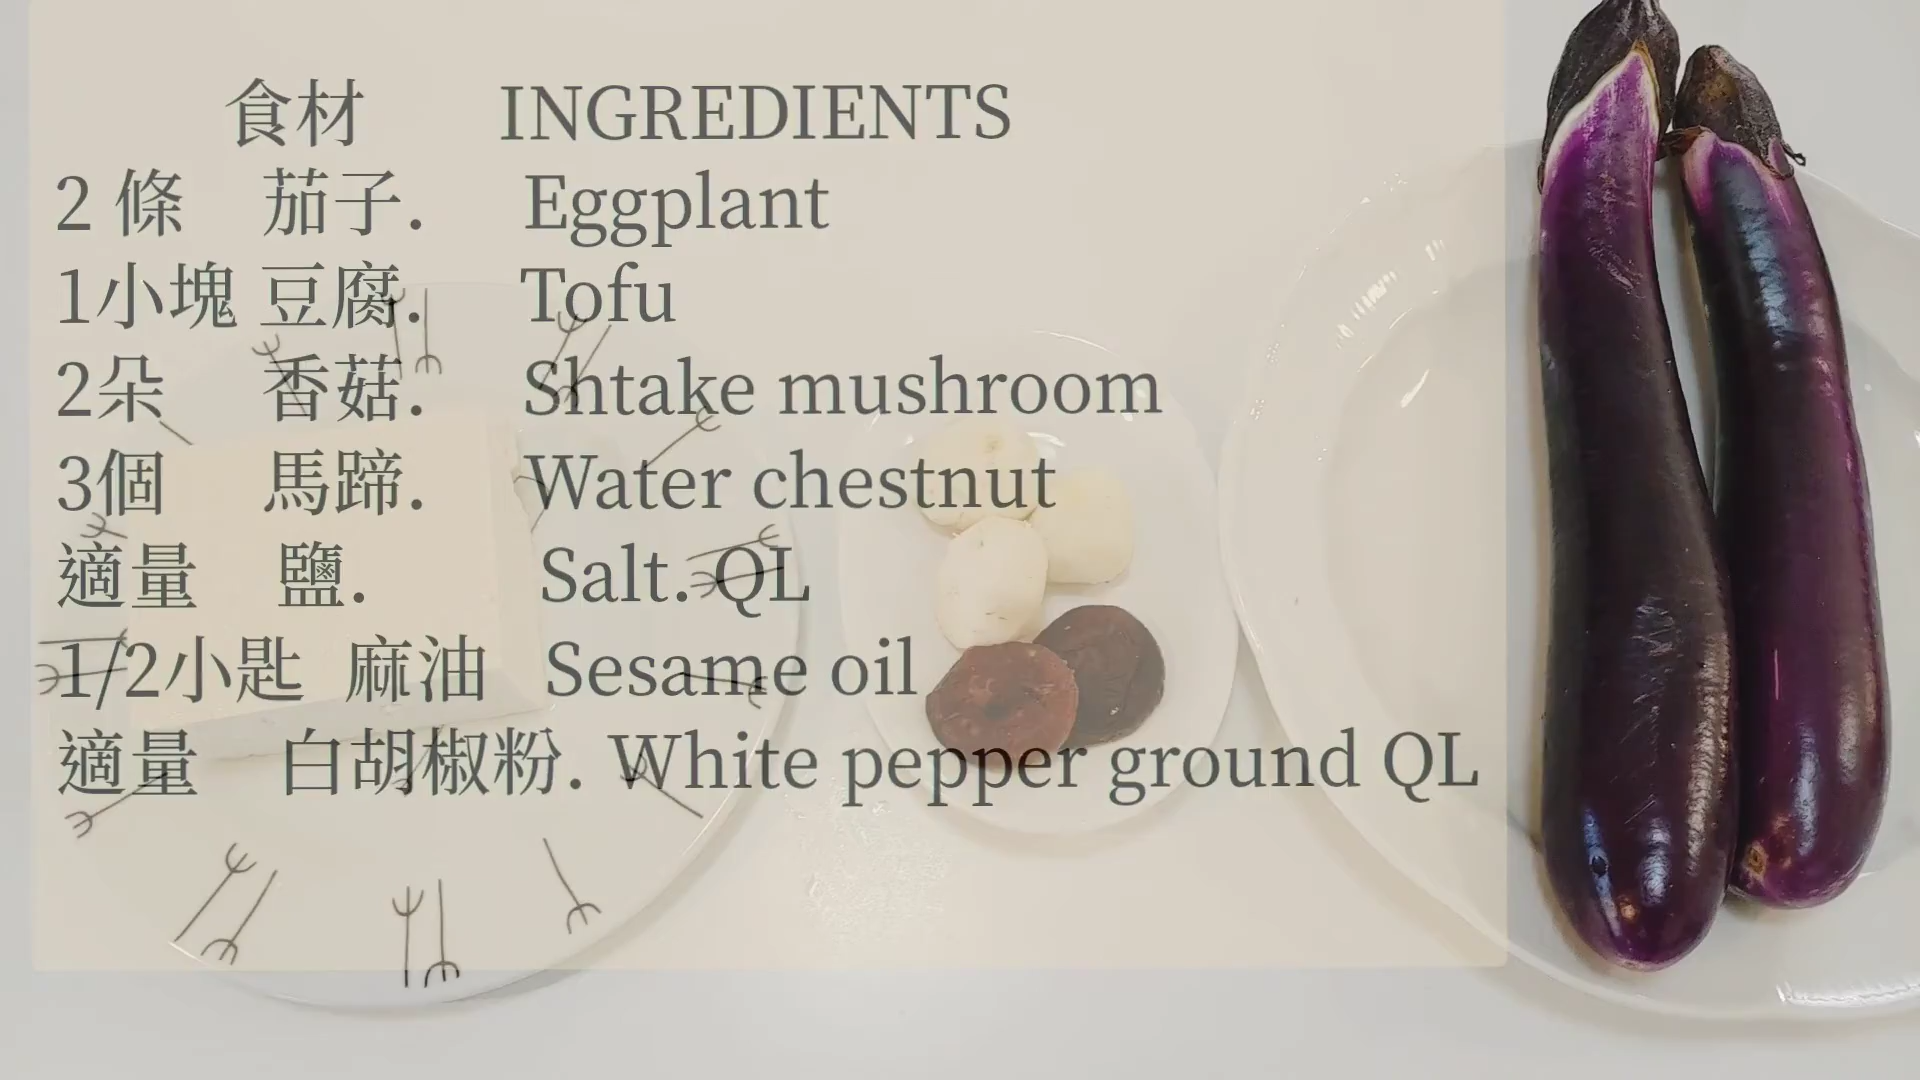 食材 INGREDIENTS
2 條 茄子. Eggplant
1小塊 豆腐. Tofu
2朵 香菇. Shtake mushroom
3個 馬蹄. Water chestnut
適量 鹽. Salt. QL
1/2小匙 麻油 Sesame oil
適量 白胡椒粉. White pepper ground QL